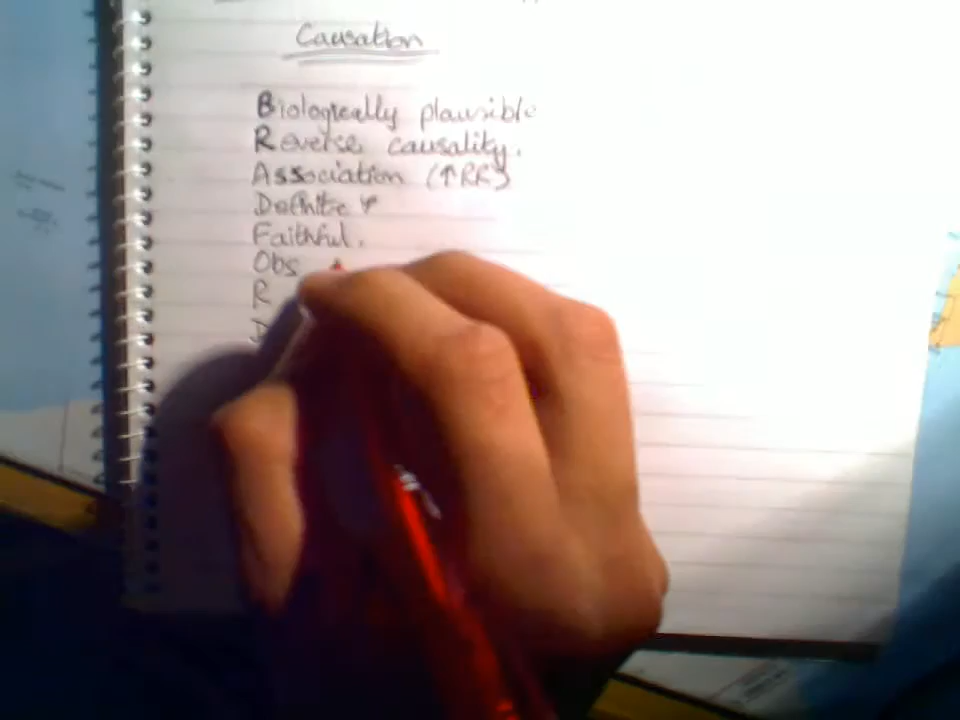 Causation
Biologically plausible
Reverse causality.
Association (↑RR)
Definite
Faithful.
Obs
R
D